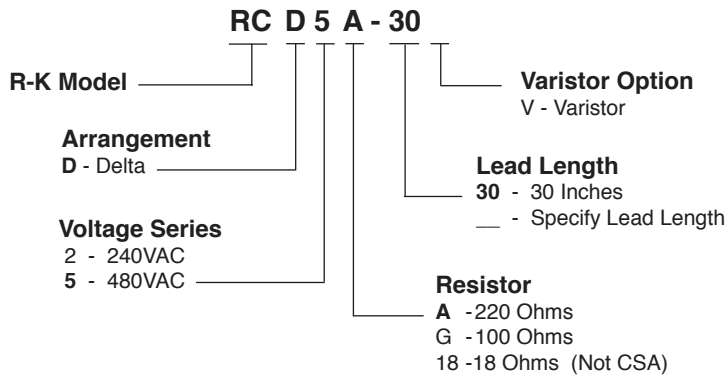 RC D 5 A - 30
R-K Model
Varistor Option
V - Varistor
Arrangement
D - Delta
Lead Length
30 - 30 Inches
__ - Specify Lead Length
Voltage Series
2 - 240VAC
5 - 480VAC
Resistor
A -220 Ohms
G -100 Ohms
18 -18 Ohms (Not CSA)